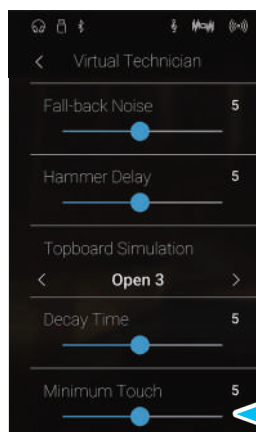 Virtual Technician
Fall-back Noise 5
Hammer Delay 5
Topboard Simulation
Open 3
Decay Time 5
Minimum Touch 5